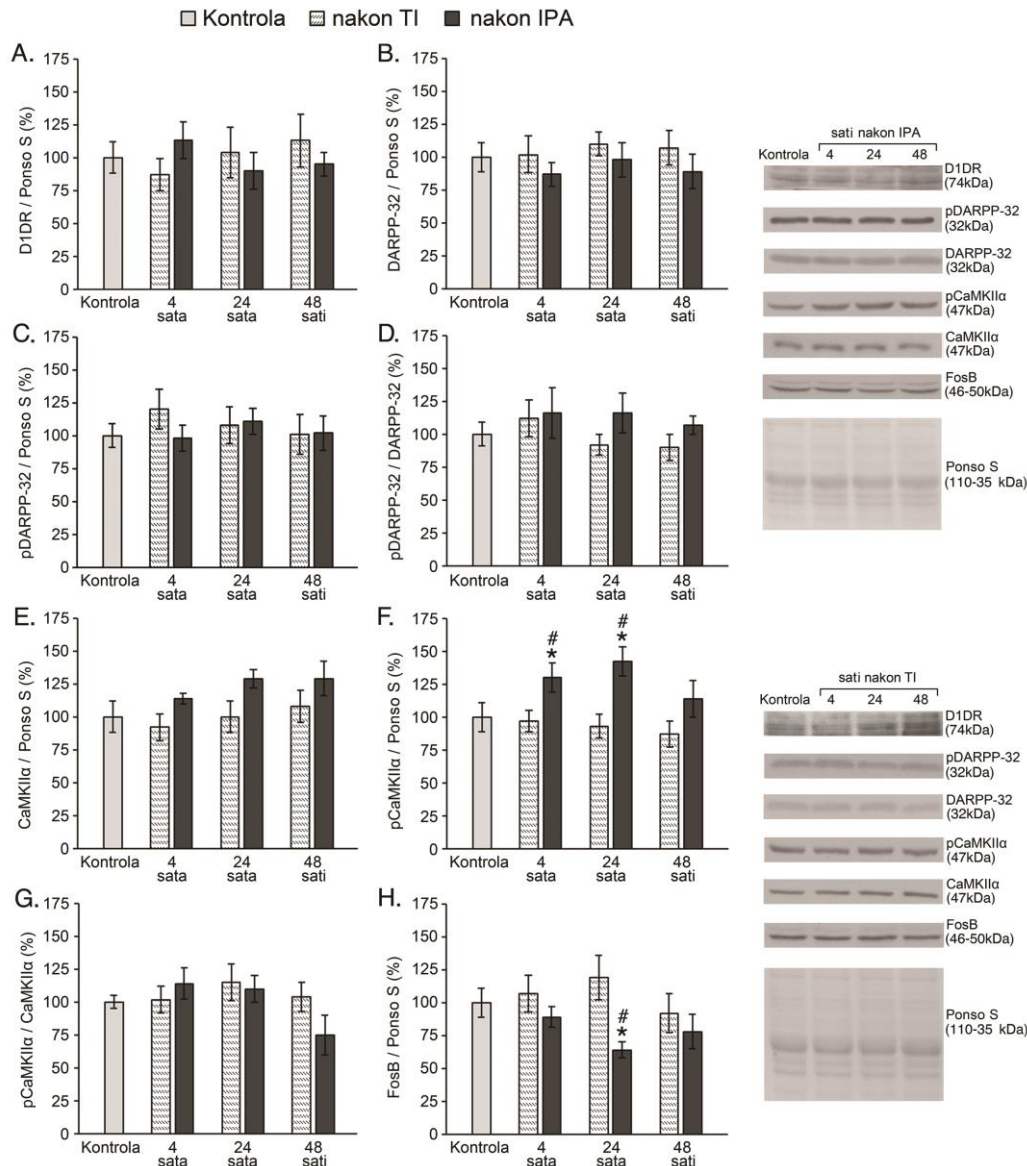 Kontrola nakon TI nakon IPA
A.
D1DR / Ponso S (%)
175
150
125
100
75
50
25
0
Kontrola 4 24 48
sata sata sati
B.
DARPP-32 / Ponso S (%)
175
150
125
100
75
50
25
0
Kontrola 4 24 48
sata sata sati
C.
pDARPP-32 / Ponso S (%)
175
150
125
100
75
50
25
0
Kontrola 4 24 48
sata sata sati
D.
pDARPP-32 / DARPP-32 (%)
175
150
125
100
75
50
25
0
Kontrola 4 24 48
sata sata sati
E.
CaMKIIα / Ponso S (%)
175
150
125
100
75
50
25
0
Kontrola 4 24 48
sata sata sati
F.
pCaMKIIα / Ponso S (%)
175
150
125
100
75
50
25
0
# #
* *
Kontrola 4 24 48
sata sata sati
G.
pCaMKIIα / CaMKIIα (%)
175
150
125
100
75
50
25
0
Kontrola 4 24 48
sata sata sati
H.
FosB / Ponso S (%)
175
150
125
100
75
50
25
0
#
*
Kontrola 4 24 48
sata sata sati
sati nakon IPA
Kontrola 4 24 48
D1DR
(74kDa)
pDARPP-32
(32kDa)
DARPP-32
(32kDa)
pCaMKIIα
(47kDa)
CaMKIIα
(47kDa)
FosB
(46-50kDa)
Ponso S
(110-35 kDa)
sati nakon TI
Kontrola 4 24 48
D1DR
(74kDa)
pDARPP-32
(32kDa)
DARPP-32
(32kDa)
pCaMKIIα
(47kDa)
CaMKIIα
(47kDa)
FosB
(46-50kDa)
Ponso S
(110-35 kDa)